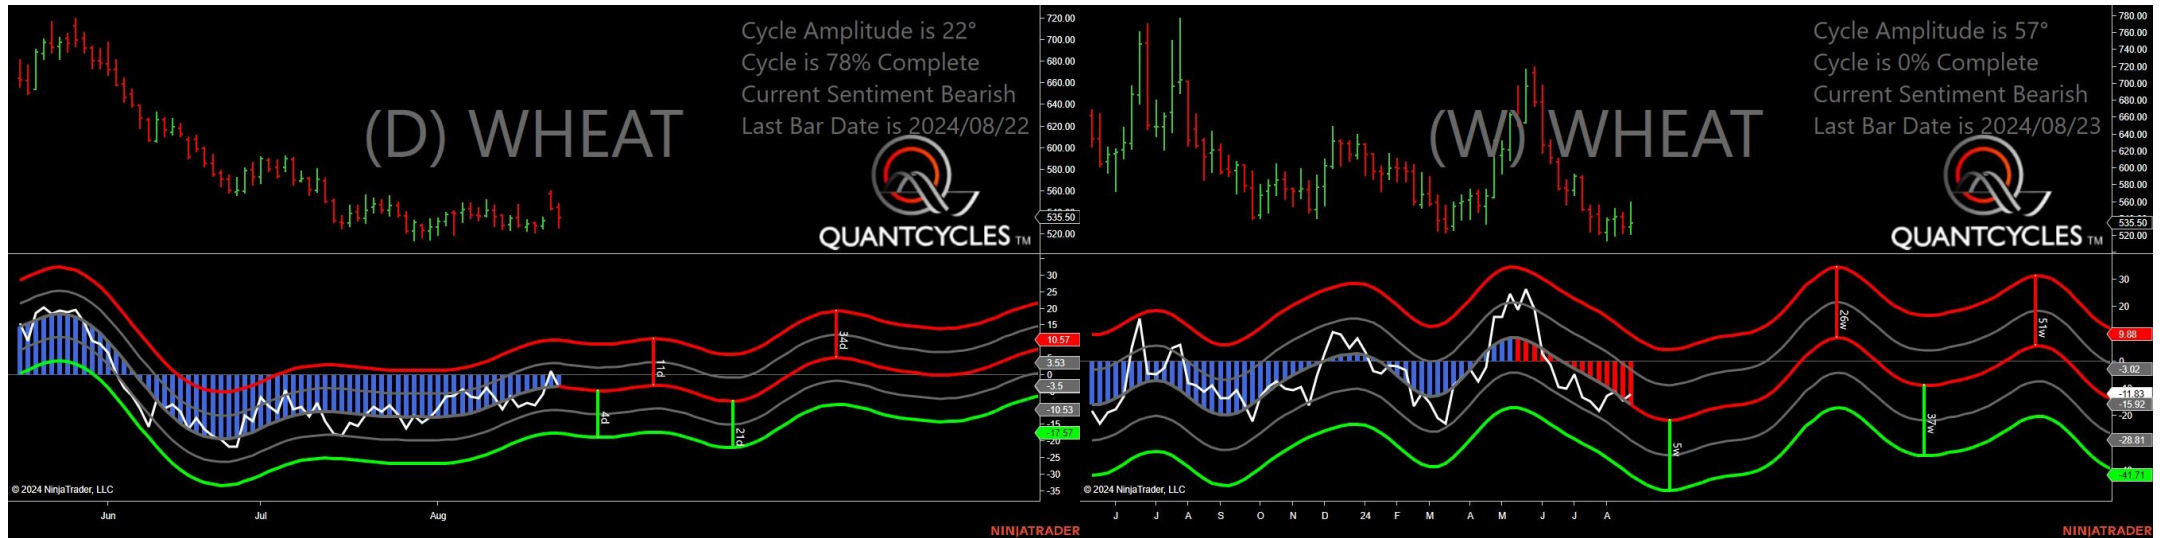 Cycle Amplitude is 22°
Cycle is 78% Complete
Current Sentiment Bearish
Last Bar Date is 2024/08/22
(D) WHEAT
QUANTCYCLES TM
720.00
700.00
680.00
660.00
640.00
620.00
600.00
580.00
560.00
535.50
520.00
30
25
20
15
10.57
5
3.53
0
-3.5
-10.53
-15
-17.57
-20
-25
-30
-35
4d
11d
21d
34d
© 2024 NinjaTrader, LLC
Jun
Jul
Aug
NINJATRADER
Cycle Amplitude is 57°
Cycle is 0% Complete
Current Sentiment Bearish
Last Bar Date is 2024/08/23
(W) WHEAT
QUANTCYCLES TM
780.00
760.00
740.00
720.00
700.00
680.00
660.00
640.00
620.00
600.00
580.00
560.00
535.50
520.00
30
20
9.88
0
-3.02
-11.83
-15.92
-20
-28.81
-41.71
5w
26w
37w
51w
© 2024 NinjaTrader, LLC
J J A S O N D 24 F M A M J J A
NINJATRADER